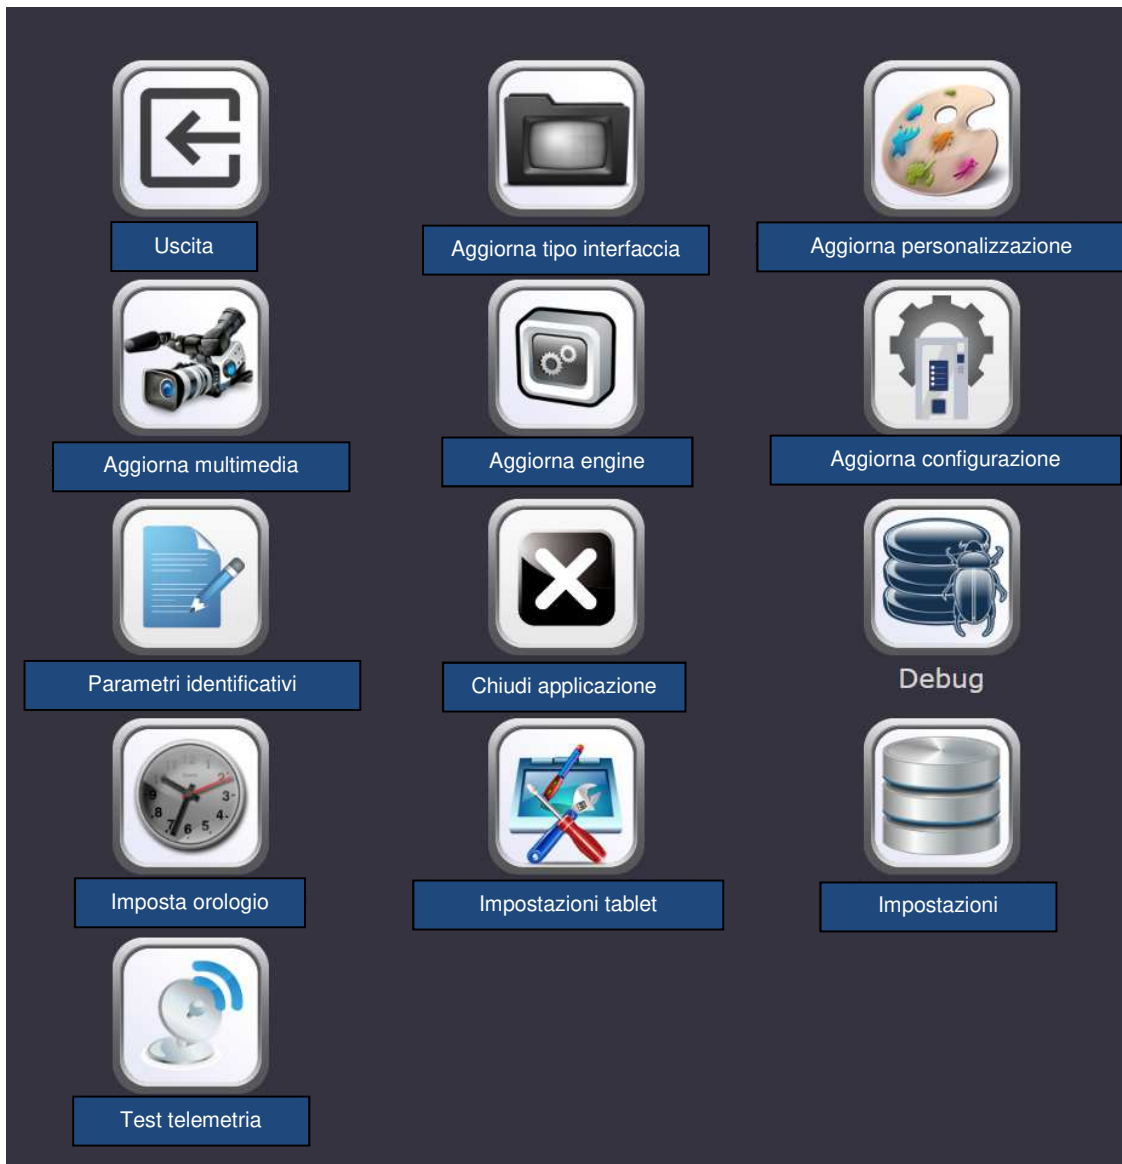 Uscita
Aggiorna tipo interfaccia
Aggiorna personalizzazione
Aggiorna multimedia
Aggiorna engine
Aggiorna configurazione
Parametri identificativi
Chiudi applicazione
Debug
Imposta orologio
Impostazioni tablet
Impostazioni
Test telemetria